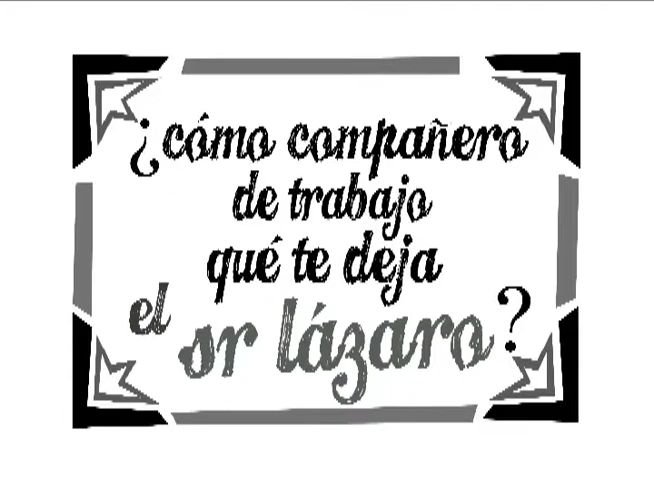 ¿cómo compañero
de trabajo
qué te deja
el sr lázaro?